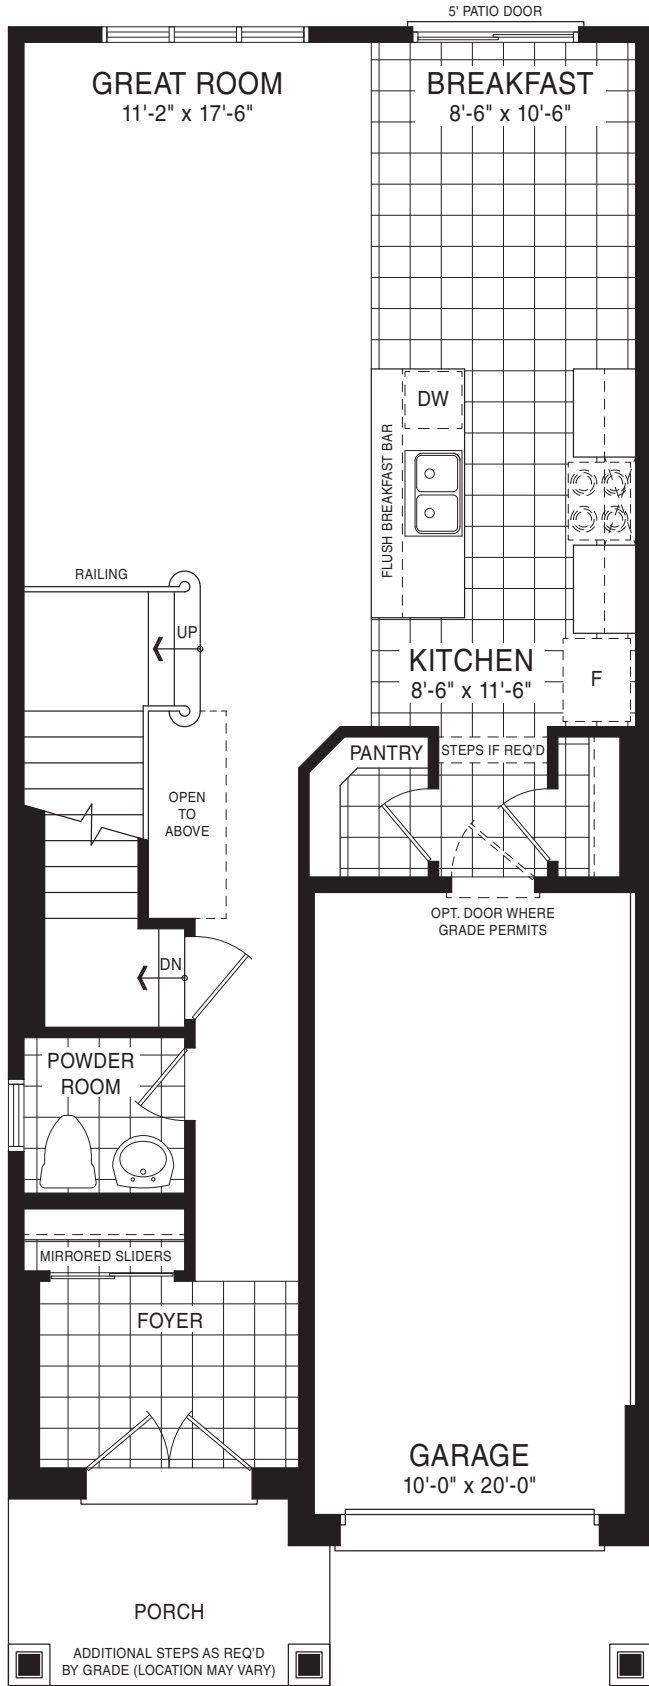 5' PATIO DOOR
GREAT ROOM
11'-2" x 17'-6"
BREAKFAST
8'-6" x 10'-6"
DW
FLUSH BREAKFAST BAR
RAILING
UP
KITCHEN
8'-6" x 11'-6"
F
PANTRY
STEPS IF REQ'D
OPEN
TO
ABOVE
OPT. DOOR WHERE
GRADE PERMITS
DN
POWDER
ROOM
MIRRORED SLIDERS
FOYER
GARAGE
10'-0" x 20'-0"
PORCH
ADDITIONAL STEPS AS REQ'D
BY GRADE (LOCATION MAY VARY)